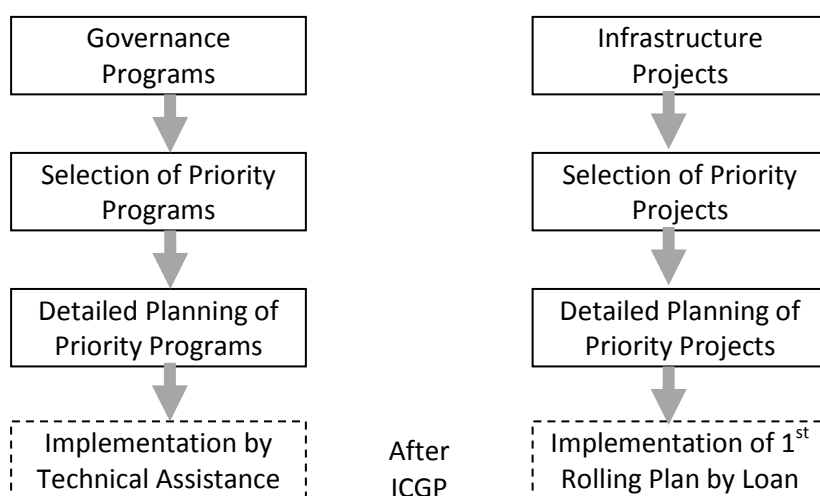 Governance
Programs
Infrastructure
Projects
Selection of Priority
Programs
Selection of Priority
Projects
Detailed Planning of
Priority Programs
Detailed Planning of
Priority Projects
Implementation by
Technical Assistance
After
ICGP
Implementation of 1st
Rolling Plan by Loan